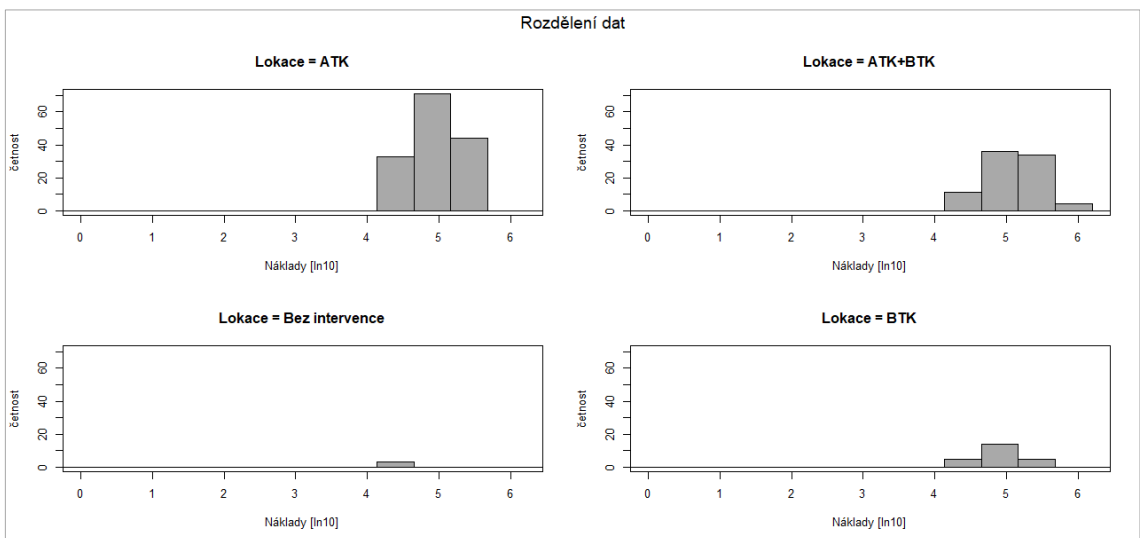 Rozdělení dat
Lokace = ATK
četnost
0 20 40 60
0 1 2 3 4 5 6
Náklady [ln10]
Lokace = ATK+BTK
četnost
0 20 40 60
0 1 2 3 4 5 6
Náklady [ln10]
Lokace = Bez intervence
četnost
0 20 40 60
0 1 2 3 4 5 6
Náklady [ln10]
Lokace = BTK
četnost
0 20 40 60
0 1 2 3 4 5 6
Náklady [ln10]